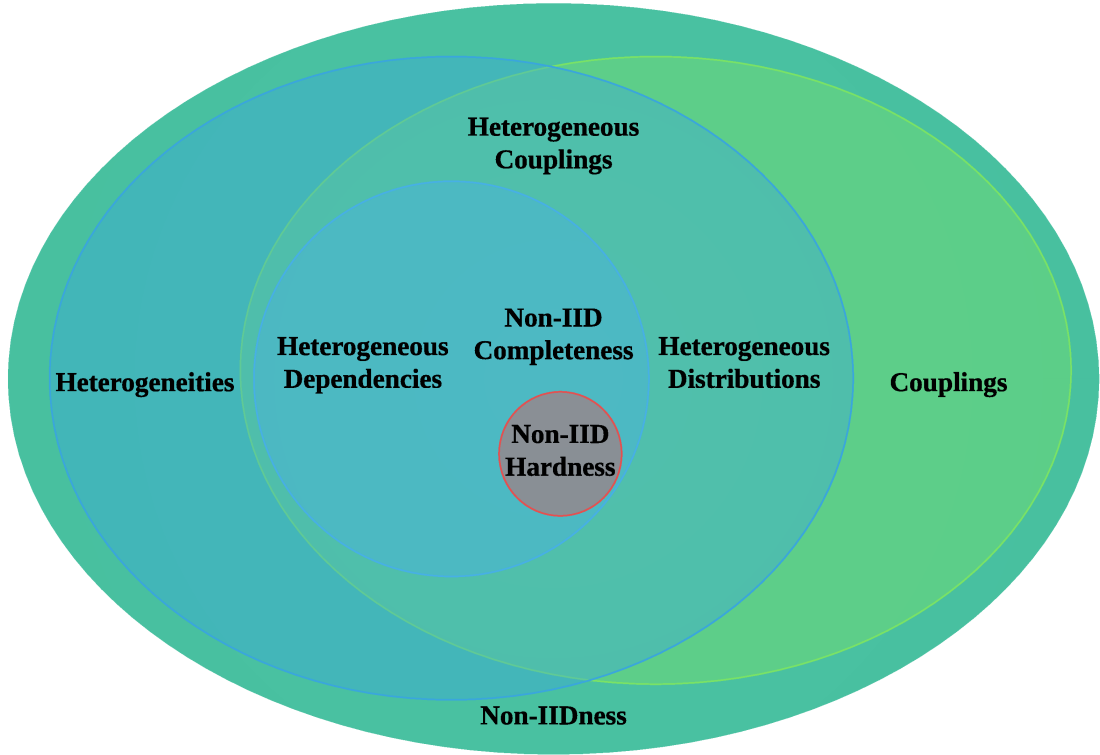 Heterogeneous
Couplings
Non-IID
Completeness
Heterogeneous
Dependencies
Heterogeneous
Distributions
Heterogeneities
Couplings
Non-IID
Hardness
Non-IIDness